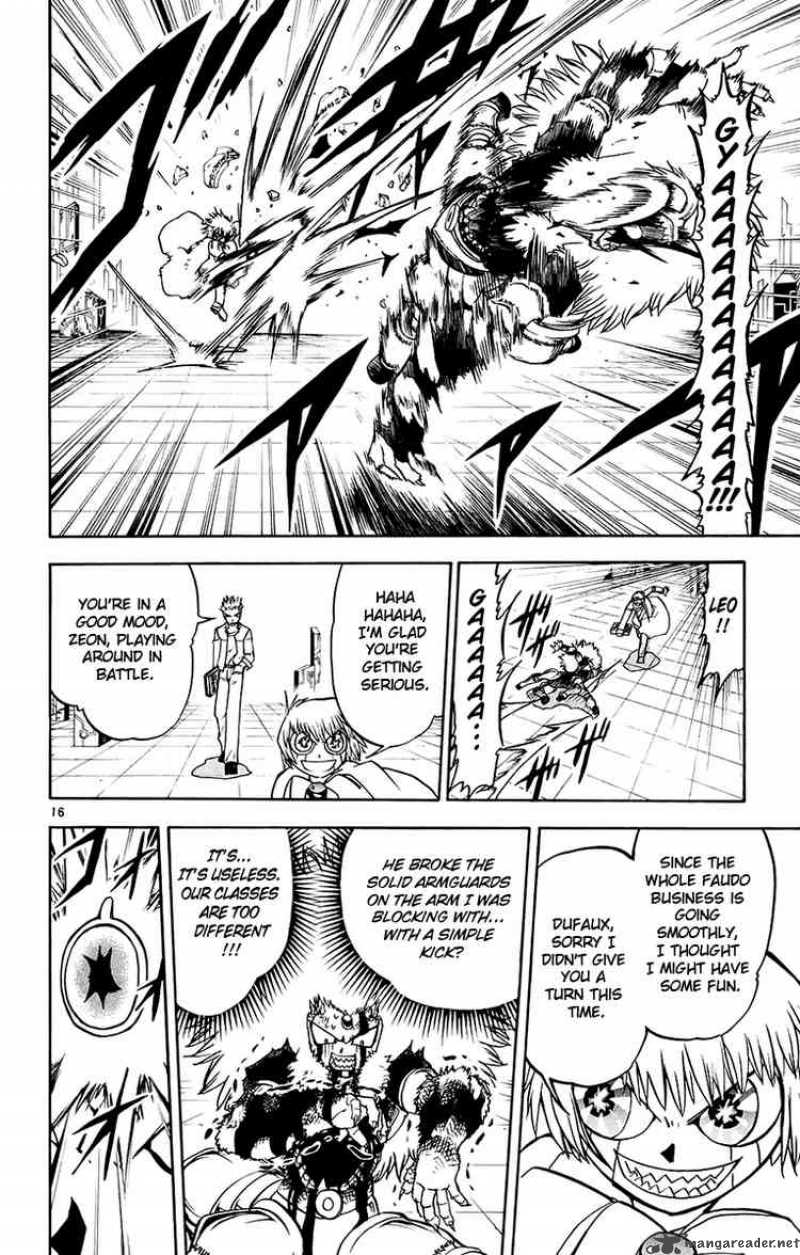 GYAAAAAAAAAAAA!!!
LEO
!!
GAAAAAA...
HAHA
HAHAHA,
I'M GLAD
YOU'RE
GETTING
SERIOUS.
YOU'RE IN A
GOOD MOOD,
ZEON, PLAYING
AROUND IN
BATTLE.
16
SINCE
THE WHOLE
FAUDO
BUSINESS IS
GOING
SMOOTHLY,
I THOUGHT
I MIGHT HAVE
SOME FUN.
DUFAUX,
SORRY I
DIDN'T GIVE
YOU A
TURN THIS
TIME.
HE BROKE THE
SOLID ARMGUARDS
ON THE ARM I WAS
BLOCKING WITH...
WITH A SIMPLE
KICK?
IT'S...
IT'S USELESS.
OUR CLASSES
ARE TOO
DIFFERENT
!!!
mangareader.net